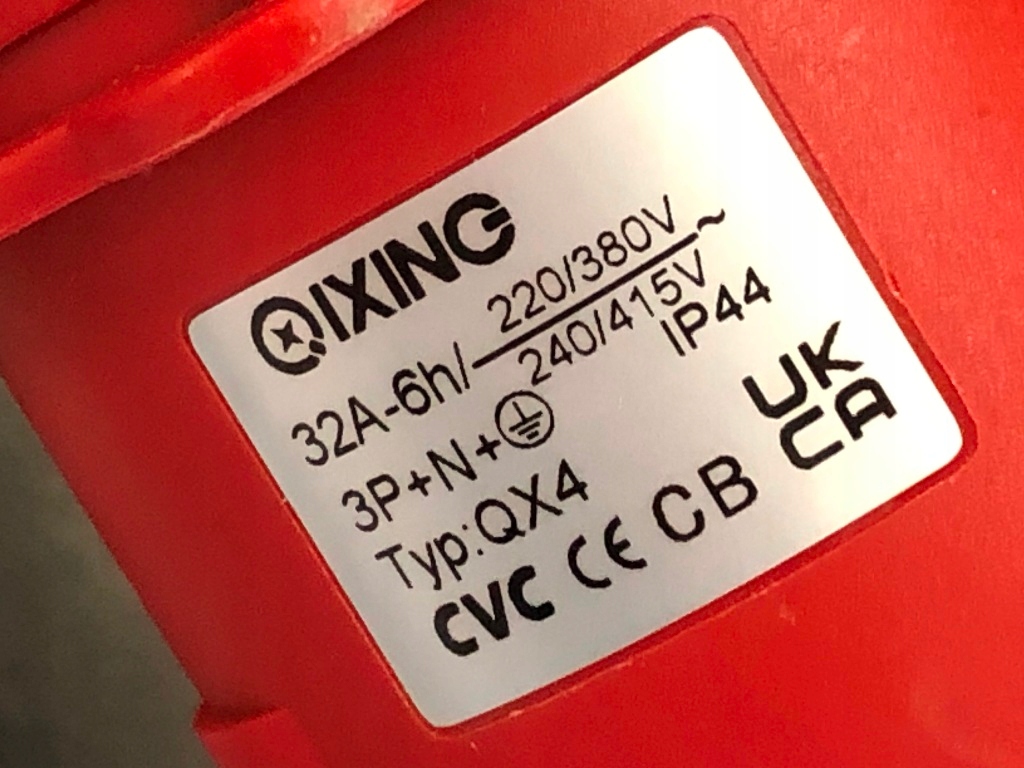 QIXING
32A-6h/ 220/380V ~
240/415V
IP44
3P+N+⏚
Typ:QX4
CVC CE CB UK
CA